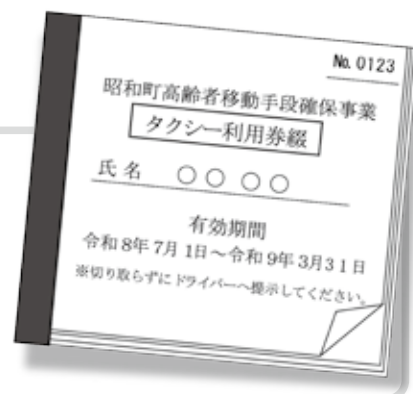 No. 0123
昭和町高齢者移動手段確保事業
タクシー利用券綴
氏名 ○○○○
有効期間
令和8年7月1日～令和9年3月31日
※切り取らずにドライバーへ提示してください。